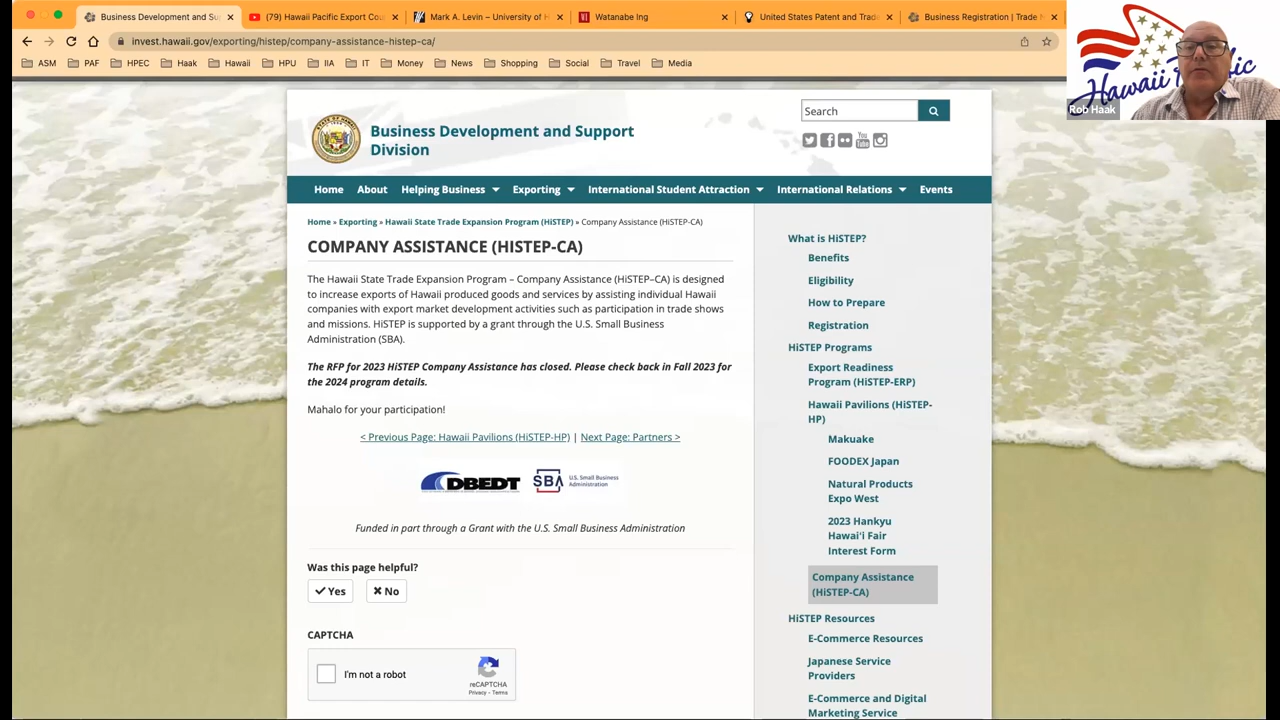 Business Development and Su
(79) Hawaii Pacific Export Cou
Mark A. Levin – University of H
Watanabe Ing
United States Patent and Trade
Business Registration | Trade N
invest.hawaii.gov/exporting/histep/company-assistance-histep-ca/
ASM
PAF
HPEC
Haak
Hawaii
HPU
IIA
IT
Money
News
Shopping
Social
Travel
Media
Hawaii
Rob Haak
Business Development and Support
Division
Search
Home
About
Helping Business
Exporting
International Student Attraction
International Relations
Events
Home » Exporting » Hawaii State Trade Expansion Program (HiSTEP) » Company Assistance (HiSTEP-CA)
COMPANY ASSISTANCE (HISTEP-CA)
The Hawaii State Trade Expansion Program – Company Assistance (HiSTEP–CA) is designed
to increase exports of Hawaii produced goods and services by assisting individual Hawaii
companies with export market development activities such as participation in trade shows
and missions. HiSTEP is supported by a grant through the U.S. Small Business
Administration (SBA).
The RFP for 2023 HiSTEP Company Assistance has closed. Please check back in Fall 2023 for
the 2024 program details.
Mahalo for your participation!
< Previous Page: Hawaii Pavilions (HiSTEP-HP) | Next Page: Partners >
DBEDT
SBA
U.S. Small Business
Administration
Funded in part through a Grant with the U.S. Small Business Administration
Was this page helpful?
Yes
No
CAPTCHA
I'm not a robot
reCAPTCHA
Privacy - Terms
What is HiSTEP?
Benefits
Eligibility
How to Prepare
Registration
HiSTEP Programs
Export Readiness
Program (HiSTEP-ERP)
Hawaii Pavilions (HiSTEP-
HP)
Makuake
FOODEX Japan
Natural Products
Expo West
2023 Hankyu
Hawai'i Fair
Interest Form
Company Assistance
(HiSTEP-CA)
HiSTEP Resources
E-Commerce Resources
Japanese Service
Providers
E-Commerce and Digital
Marketing Service